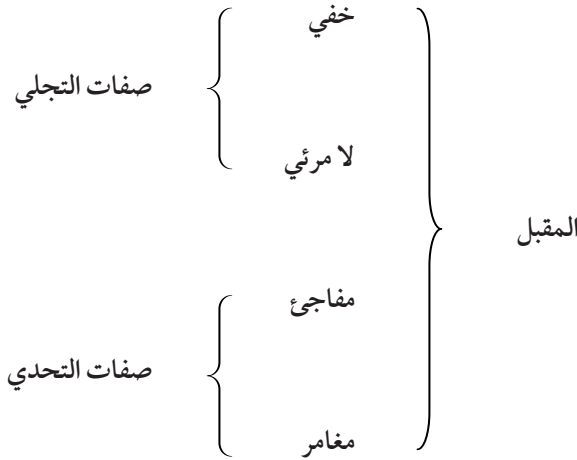 خفي
صفات التجلي
لا مرئي
المقبل
مفاجئ
صفات التحدي
مغامر